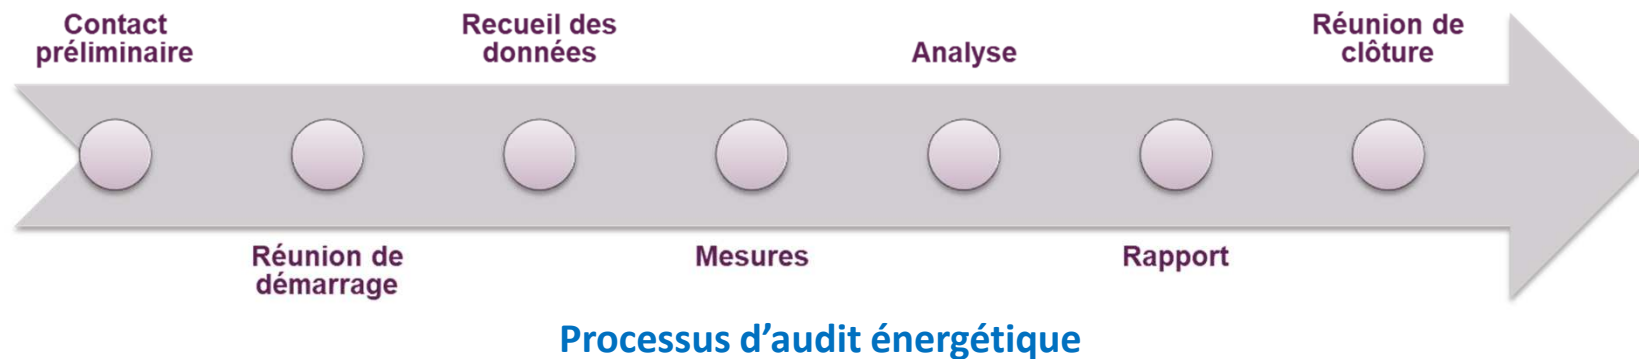 Contact
préliminaire
Réunion de
démarrage
Recueil des
données
Mesures
Analyse
Rapport
Réunion de
clôture
Processus d’audit énergétique